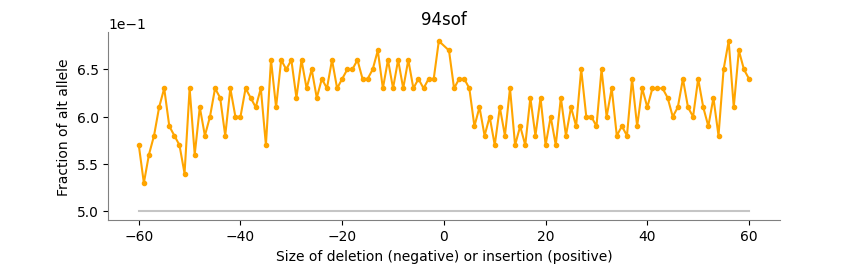 94sof
1e−1
Fraction of alt allele
6.5
6.0
5.5
5.0
−60 −40 −20 0 20 40 60
Size of deletion (negative) or insertion (positive)